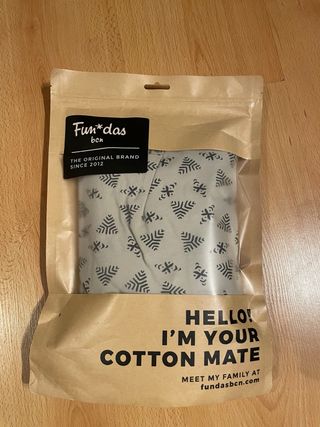 Fun*das
bcn
THE ORIGINAL BRAND
SINCE 2012
HELLO!
I'M YOUR
COTTON MATE
MEET MY FAMILY AT
fundasbcn.com